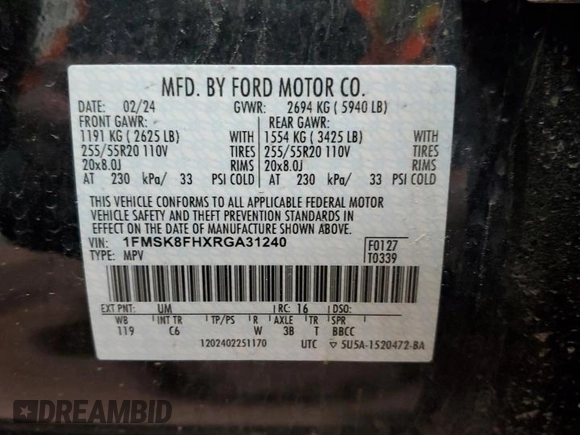 MFD. BY FORD MOTOR CO.
DATE: 02/24 GVWR: 2694 KG ( 5940 LB)
FRONT GAWR: REAR GAWR:
1191 KG ( 2625 LB) WITH 1554 KG ( 3425 LB) WITH
255/55R20 110V TIRES 255/55R20 110V TIRES
20x8.0J RIMS 20x8.0J RIMS
AT 230 kPa/ 33 PSI COLD AT 230 kPa/ 33 PSI COLD
THIS VEHICLE CONFORMS TO ALL APPLICABLE FEDERAL MOTOR
VEHICLE SAFETY AND THEFT PREVENTION STANDARDS IN
EFFECT ON THE DATE OF MANUFACTURE SHOWN ABOVE.
VIN: 1FMSK8FHXRGA31240 F0127
TYPE: MPV T0339
EXT PNT: UM RC: 16 DSO:
WB INT TR TP/PS R AXLE TR SPR
119 C6 W 3B T BBCC
1202402251170 UTC ▽ 5U5A-1520472-BA
DREAMBID